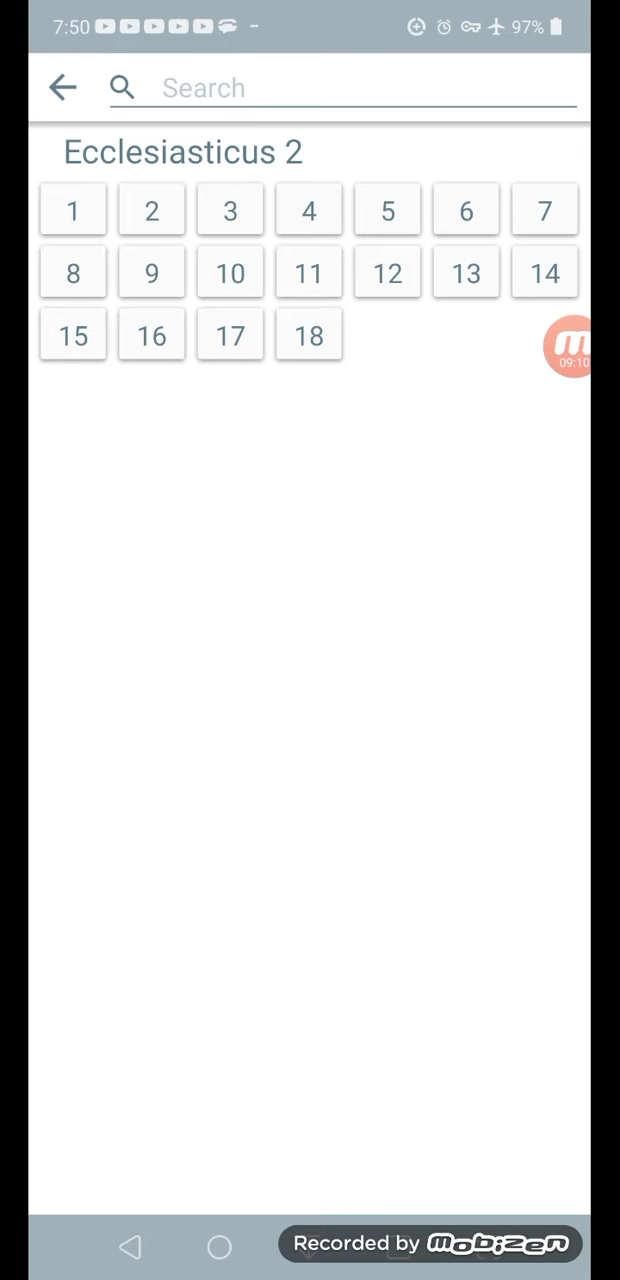 7:50 97%
Search
Ecclesiasticus 2
1 2 3 4 5 6 7
8 9 10 11 12 13 14
15 16 17 18
m
09:10
Recorded by mobizen